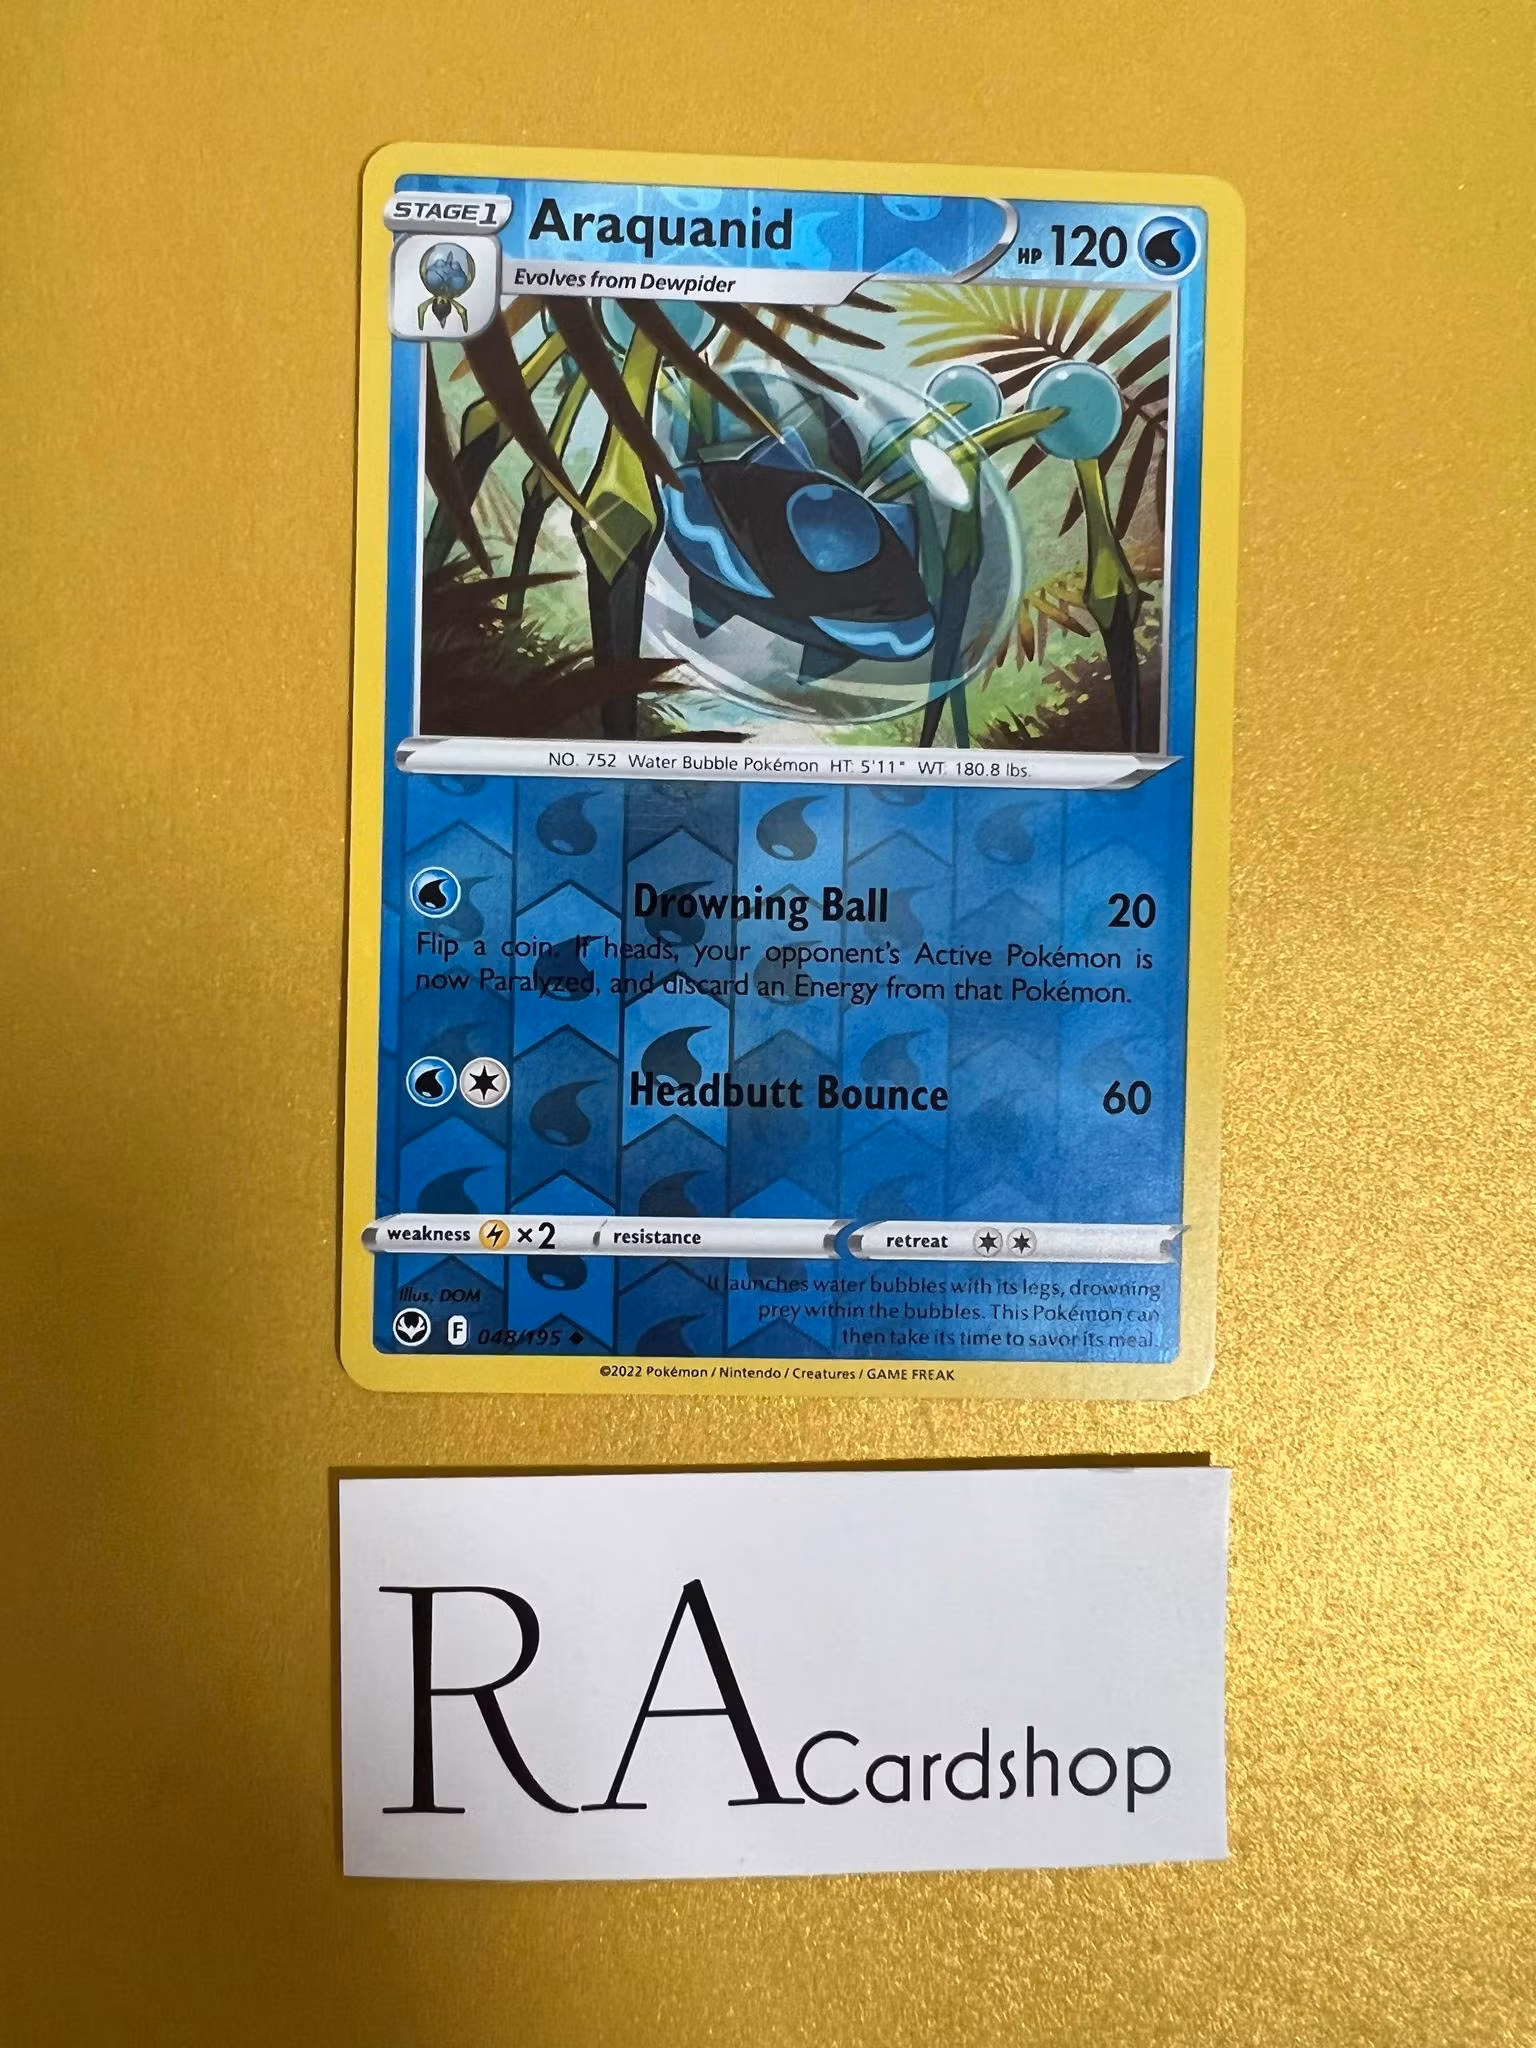 STAGE 1
Araquanid
HP 120
Evolves from Dewpider
NO. 752 Water Bubble Pokémon HT: 5'11" WT: 180.8 lbs.
Drowning Ball 20
Flip a coin. If heads, your opponent's Active Pokémon is
now Paralyzed, and discard an Energy from that Pokémon.
Headbutt Bounce 60
weakness ×2 resistance retreat
Illus. DOM
F 048/195
It launches water bubbles with its legs, drowning
prey within the bubbles. This Pokémon can
then take its time to savor its meal.
©2022 Pokémon / Nintendo / Creatures / GAME FREAK
RA Cardshop